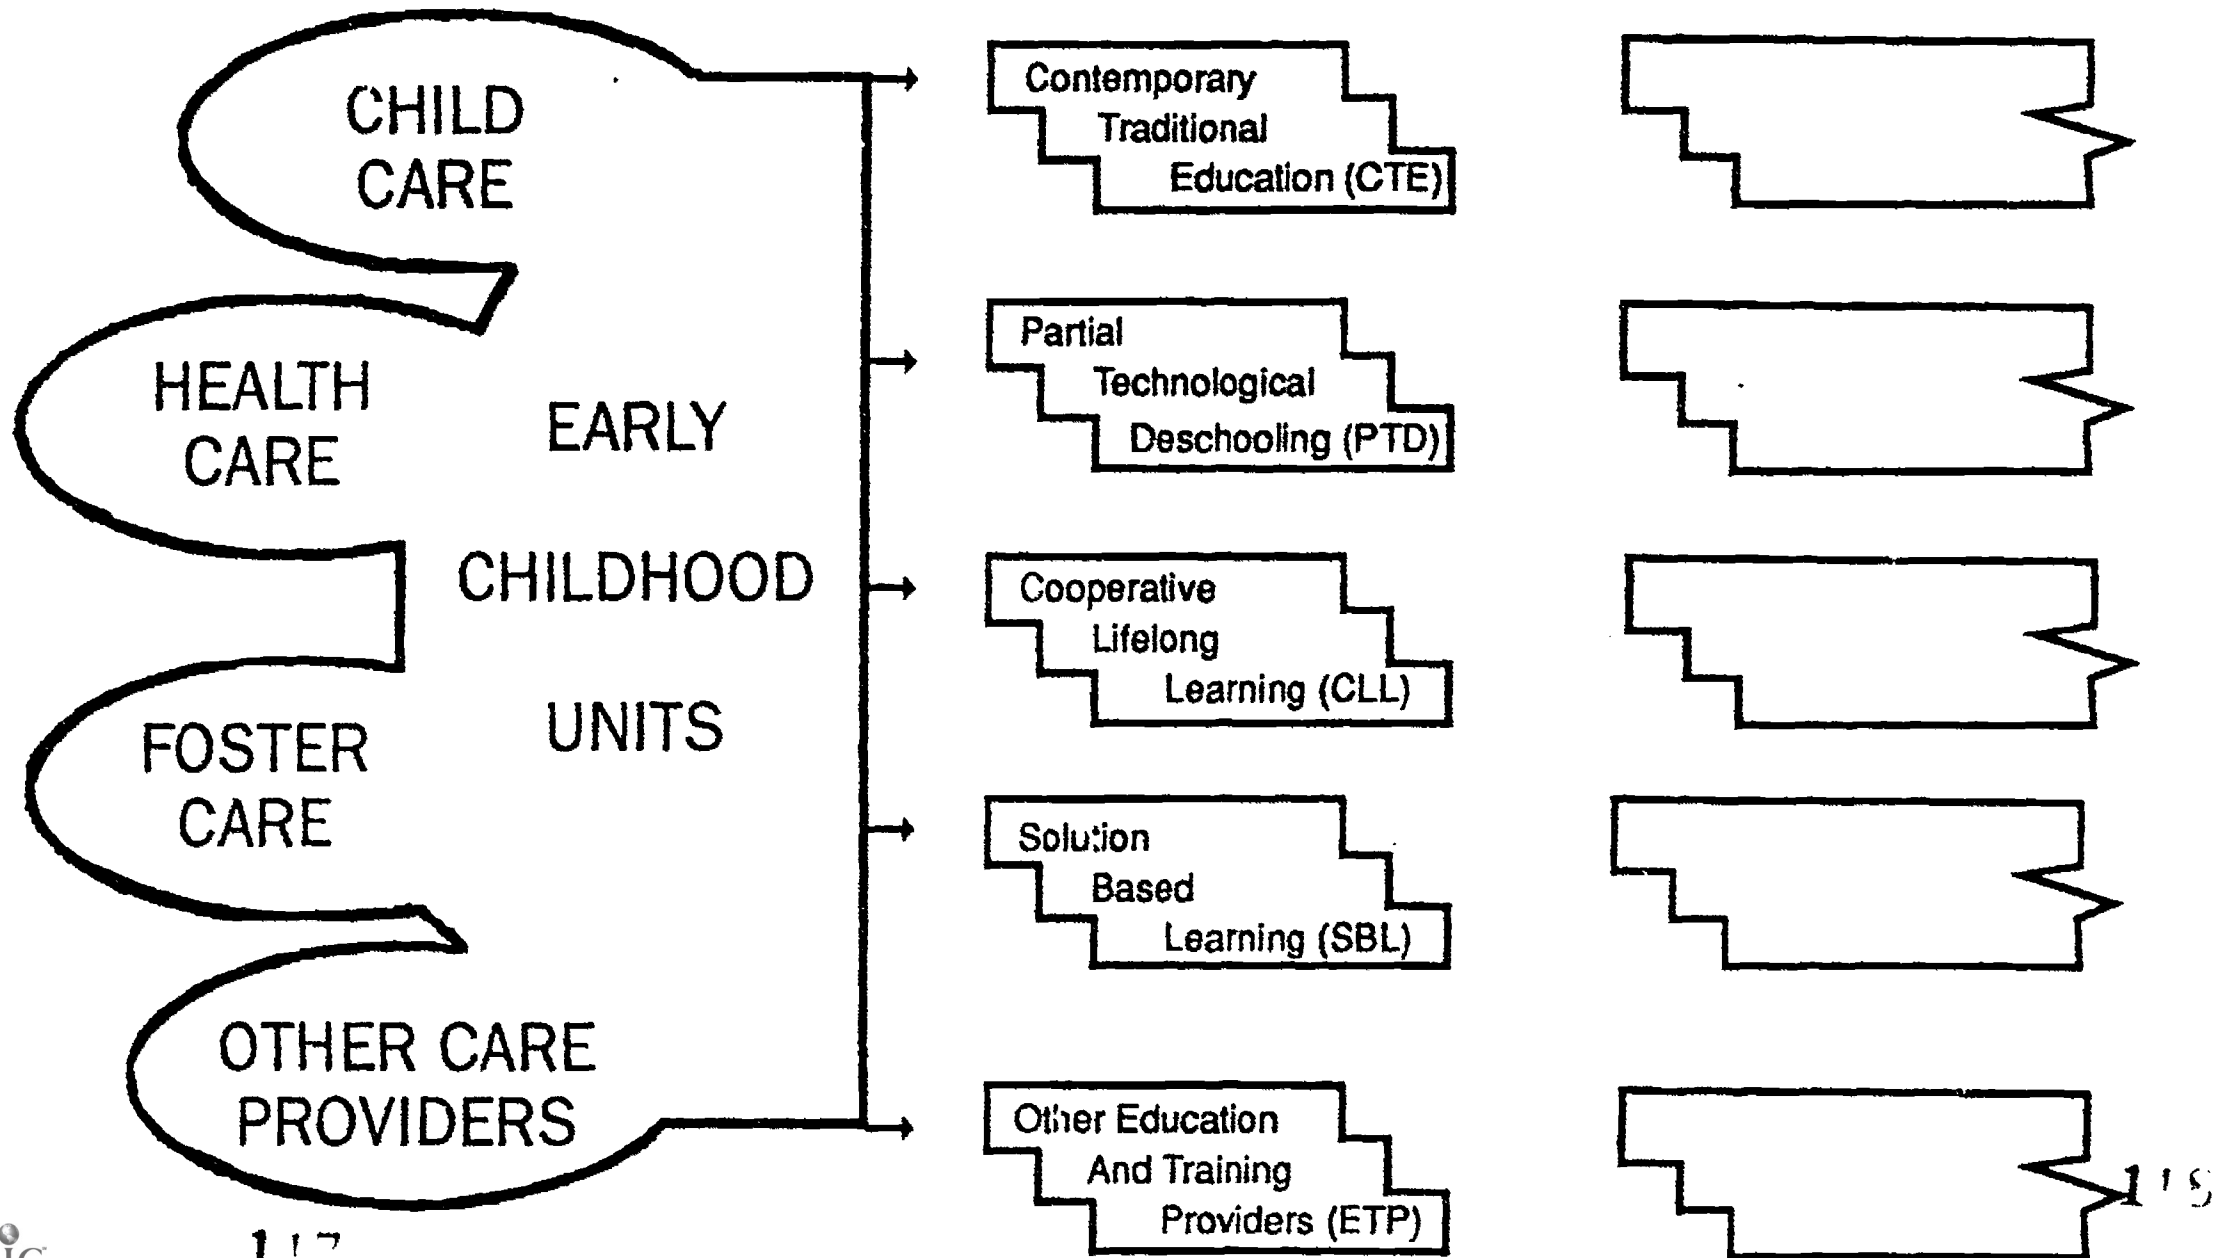 CHILD
CARE
HEALTH
CARE
EARLY
CHILDHOOD
UNITS
FOSTER
CARE
OTHER CARE
PROVIDERS
Contemporary
Traditional
Education (CTE)
Partial
Technological
Deschooling (PTD)
Cooperative
Lifelong
Learning (CLL)
Solution
Based
Learning (SBL)
Other Education
And Training
Providers (ETP)